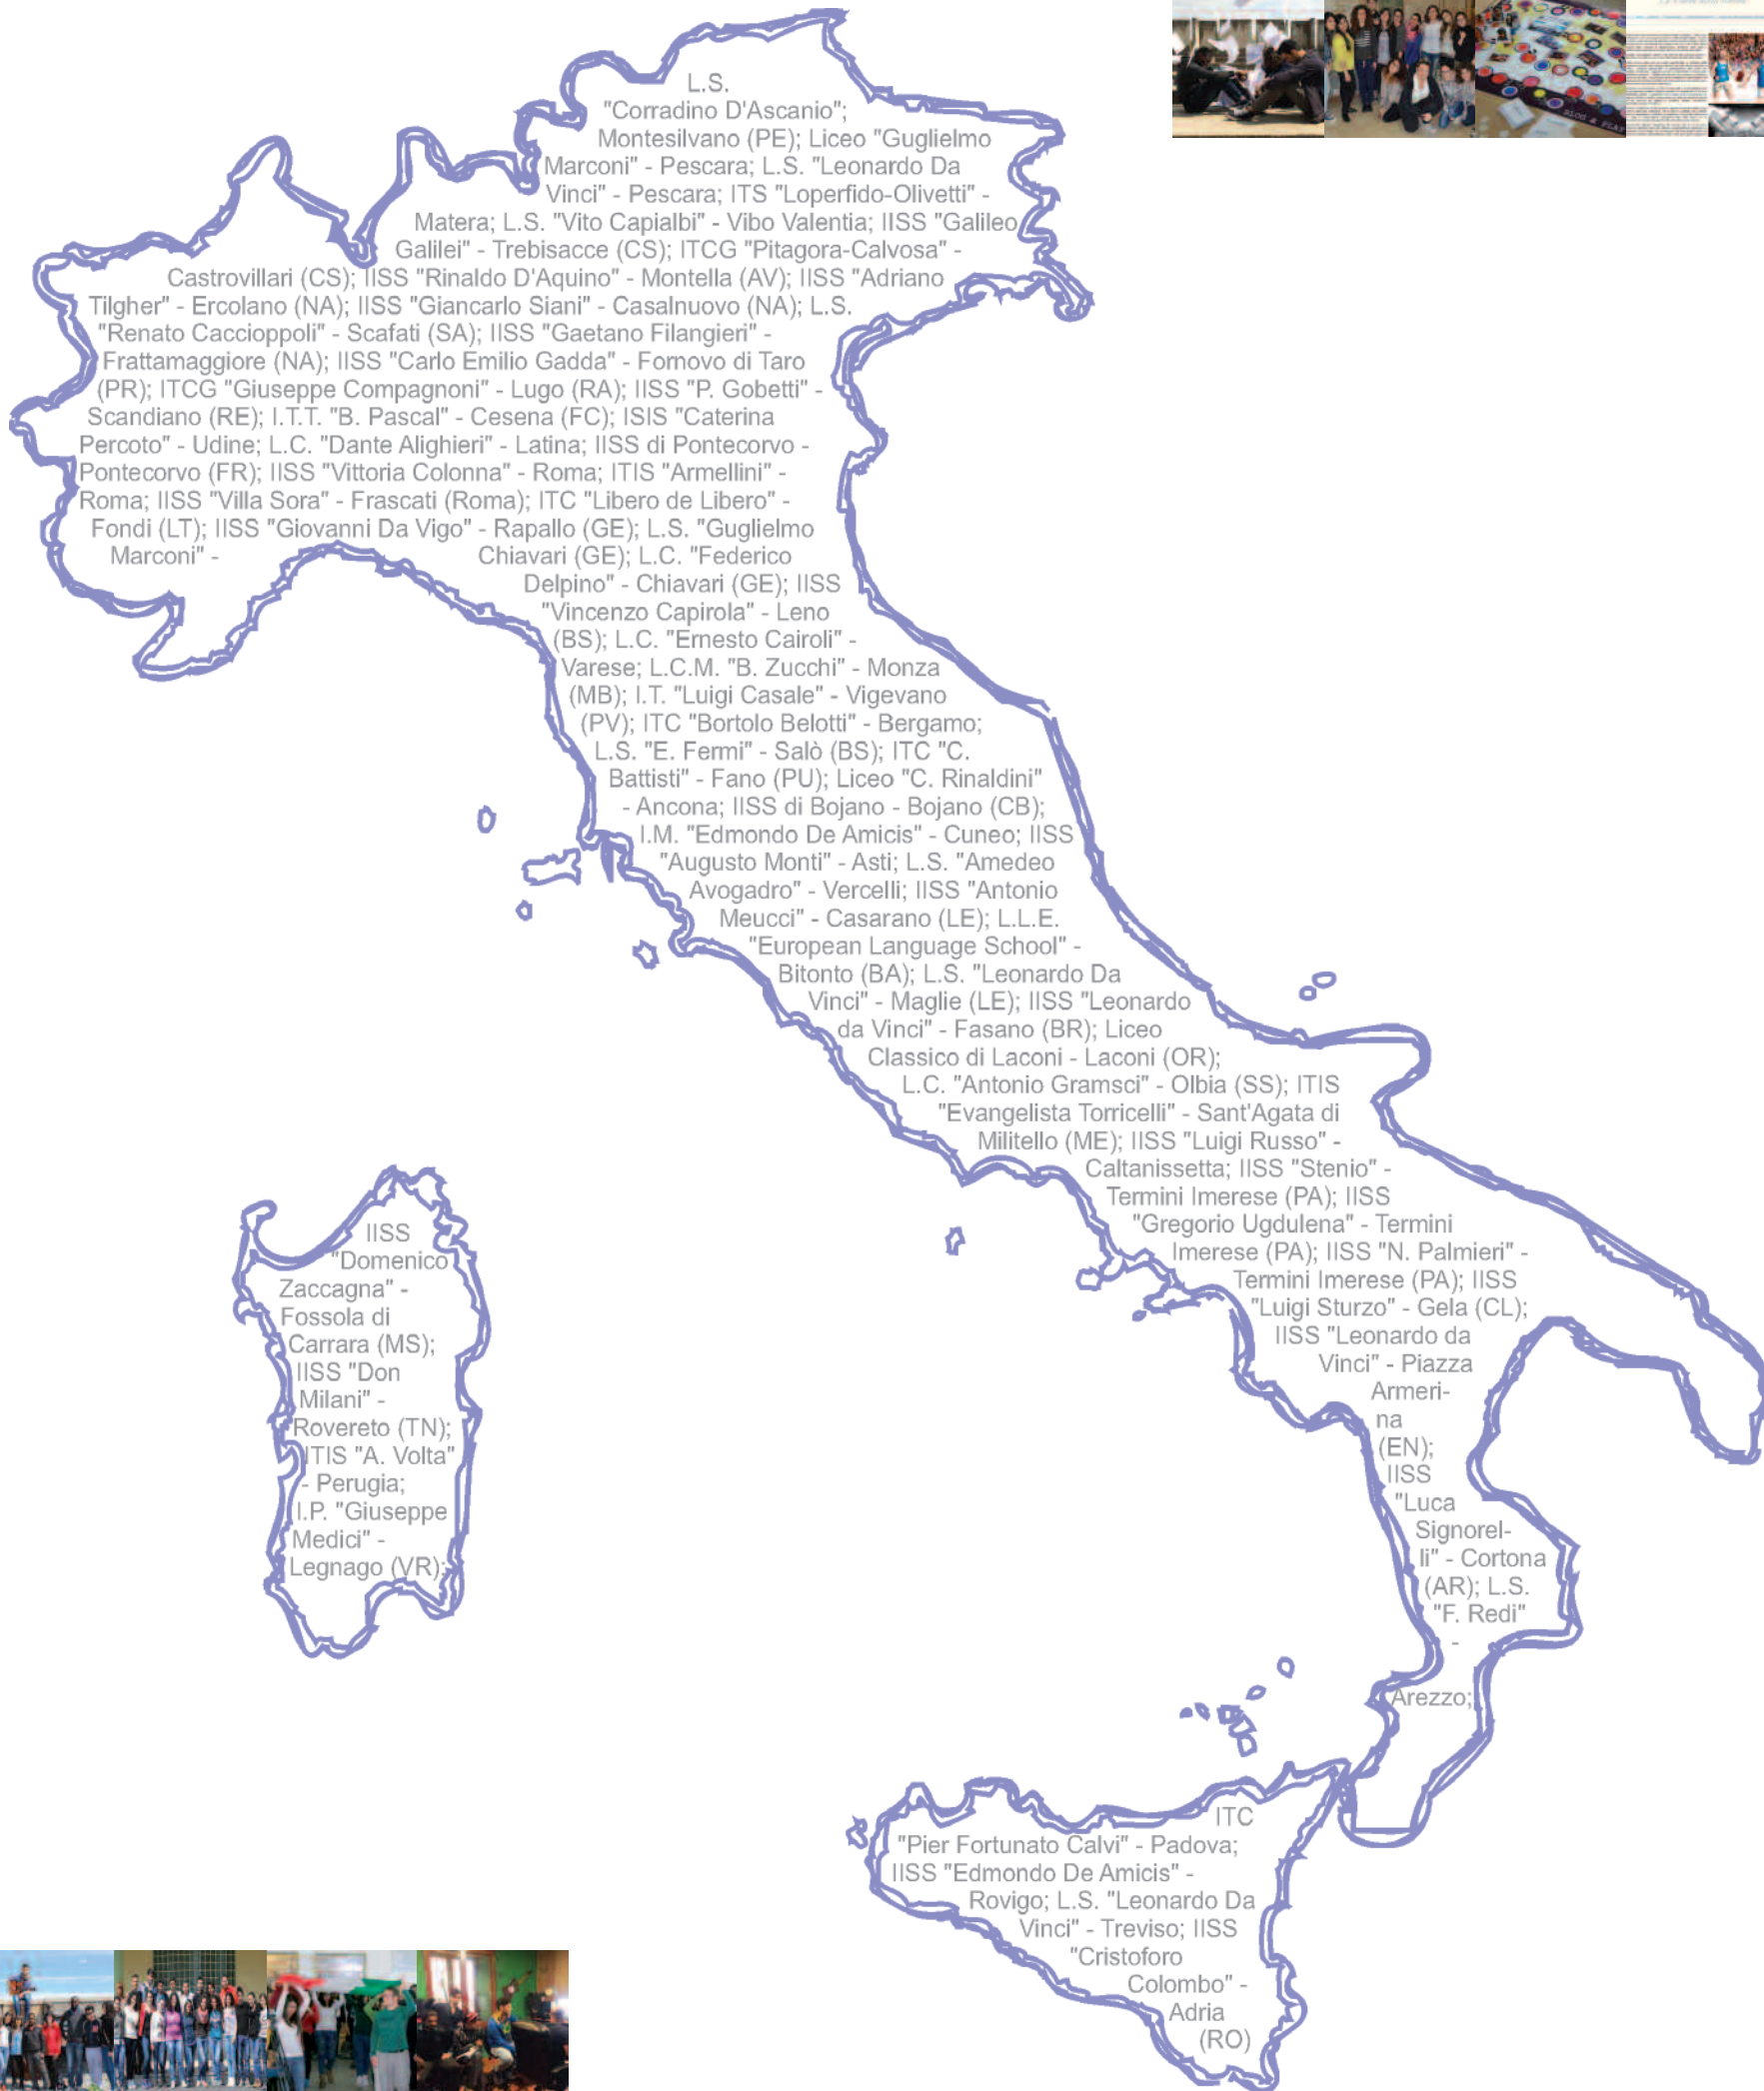 L.S.
"Corradino D'Ascanio";
Montesilvano (PE); Liceo "Guglielmo
Marconi" - Pescara; L.S. "Leonardo Da
Vinci" - Pescara; ITS "Loperfido-Olivetti" -
Matera; L.S. "Vito Capialbi" - Vibo Valentia; IISS "Galileo
Galilei" - Trebisacce (CS); ITCG "Pitagora-Calvosa" -
Castrovillari (CS); IISS "Rinaldo D'Aquino" - Montella (AV); IISS "Adriano
Tilgher" - Ercolano (NA); IISS "Giancarlo Siani" - Casalnuovo (NA); L.S.
"Renato Caccioppoli" - Scafati (SA); IISS "Gaetano Filangieri" -
Frattamaggiore (NA); IISS "Carlo Emilio Gadda" - Fornovo di Taro
(PR); ITCG "Giuseppe Compagnoni" - Lugo (RA); IISS "P. Gobetti" -
Scandiano (RE); I.T.T. "B. Pascal" - Cesena (FC); ISIS "Caterina
Percoto" - Udine; L.C. "Dante Alighieri" - Latina; IISS di Pontecorvo -
Pontecorvo (FR); IISS "Vittoria Colonna" - Roma; ITIS "Armellini" -
Roma; IISS "Villa Sora" - Frascati (Roma); ITC "Libero de Libero" -
Fondi (LT); IISS "Giovanni Da Vigo" - Rapallo (GE); L.S. "Guglielmo
Marconi" - Chiavari (GE); L.C. "Federico
Delpino" - Chiavari (GE); IISS
"Vincenzo Capirola" - Leno
(BS); L.C. "Ernesto Cairoli" -
Varese; L.C.M. "B. Zucchi" - Monza
(MB); I.T. "Luigi Casale" - Vigevano
(PV); ITC "Bortolo Belotti" - Bergamo;
L.S. "E. Fermi" - Salò (BS); ITC "C.
Battisti" - Fano (PU); Liceo "C. Rinaldini"
- Ancona; IISS di Bojano - Bojano (CB);
I.M. "Edmondo De Amicis" - Cuneo; IISS
"Augusto Monti" - Asti; L.S. "Amedeo
Avogadro" - Vercelli; IISS "Antonio
Meucci" - Casarano (LE); L.L.E.
"European Language School" -
Bitonto (BA); L.S. "Leonardo Da
Vinci" - Maglie (LE); IISS "Leonardo
da Vinci" - Fasano (BR); Liceo
Classico di Laconi - Laconi (OR);
L.C. "Antonio Gramsci" - Olbia (SS); ITIS
"Evangelista Torricelli" - Sant'Agata di
Militello (ME); IISS "Luigi Russo" -
Caltanissetta; IISS "Stenio" -
Termini Imerese (PA); IISS
"Gregorio Ugdulena" - Termini
Imerese (PA); IISS "N. Palmieri" -
Termini Imerese (PA); IISS
"Luigi Sturzo" - Gela (CL);
IISS "Leonardo da
Vinci" - Piazza
Armeri-
na
(EN);
IISS
"Luca
Signorel-
li" - Cortona
(AR); L.S.
"F. Redi"
-
Arezzo;
IISS
"Domenico
Zaccagna" -
Fossola di
Carrara (MS);
IISS "Don
Milani" -
Rovereto (TN);
ITIS "A. Volta"
- Perugia;
I.P. "Giuseppe
Medici" -
Legnago (VR);
ITC
"Pier Fortunato Calvi" - Padova;
IISS "Edmondo De Amicis" -
Rovigo; L.S. "Leonardo Da
Vinci" - Treviso; IISS
"Cristoforo
Colombo" -
Adria
(RO)